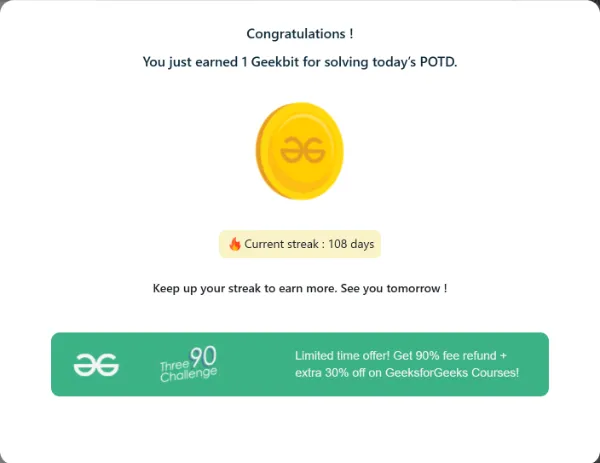 Congratulations !
You just earned 1 Geekbit for solving today's POTD.
Current streak : 108 days
Keep up your streak to earn more. See you tomorrow !
Three 90
Challenge
Limited time offer! Get 90% fee refund +
extra 30% off on GeeksforGeeks Courses!